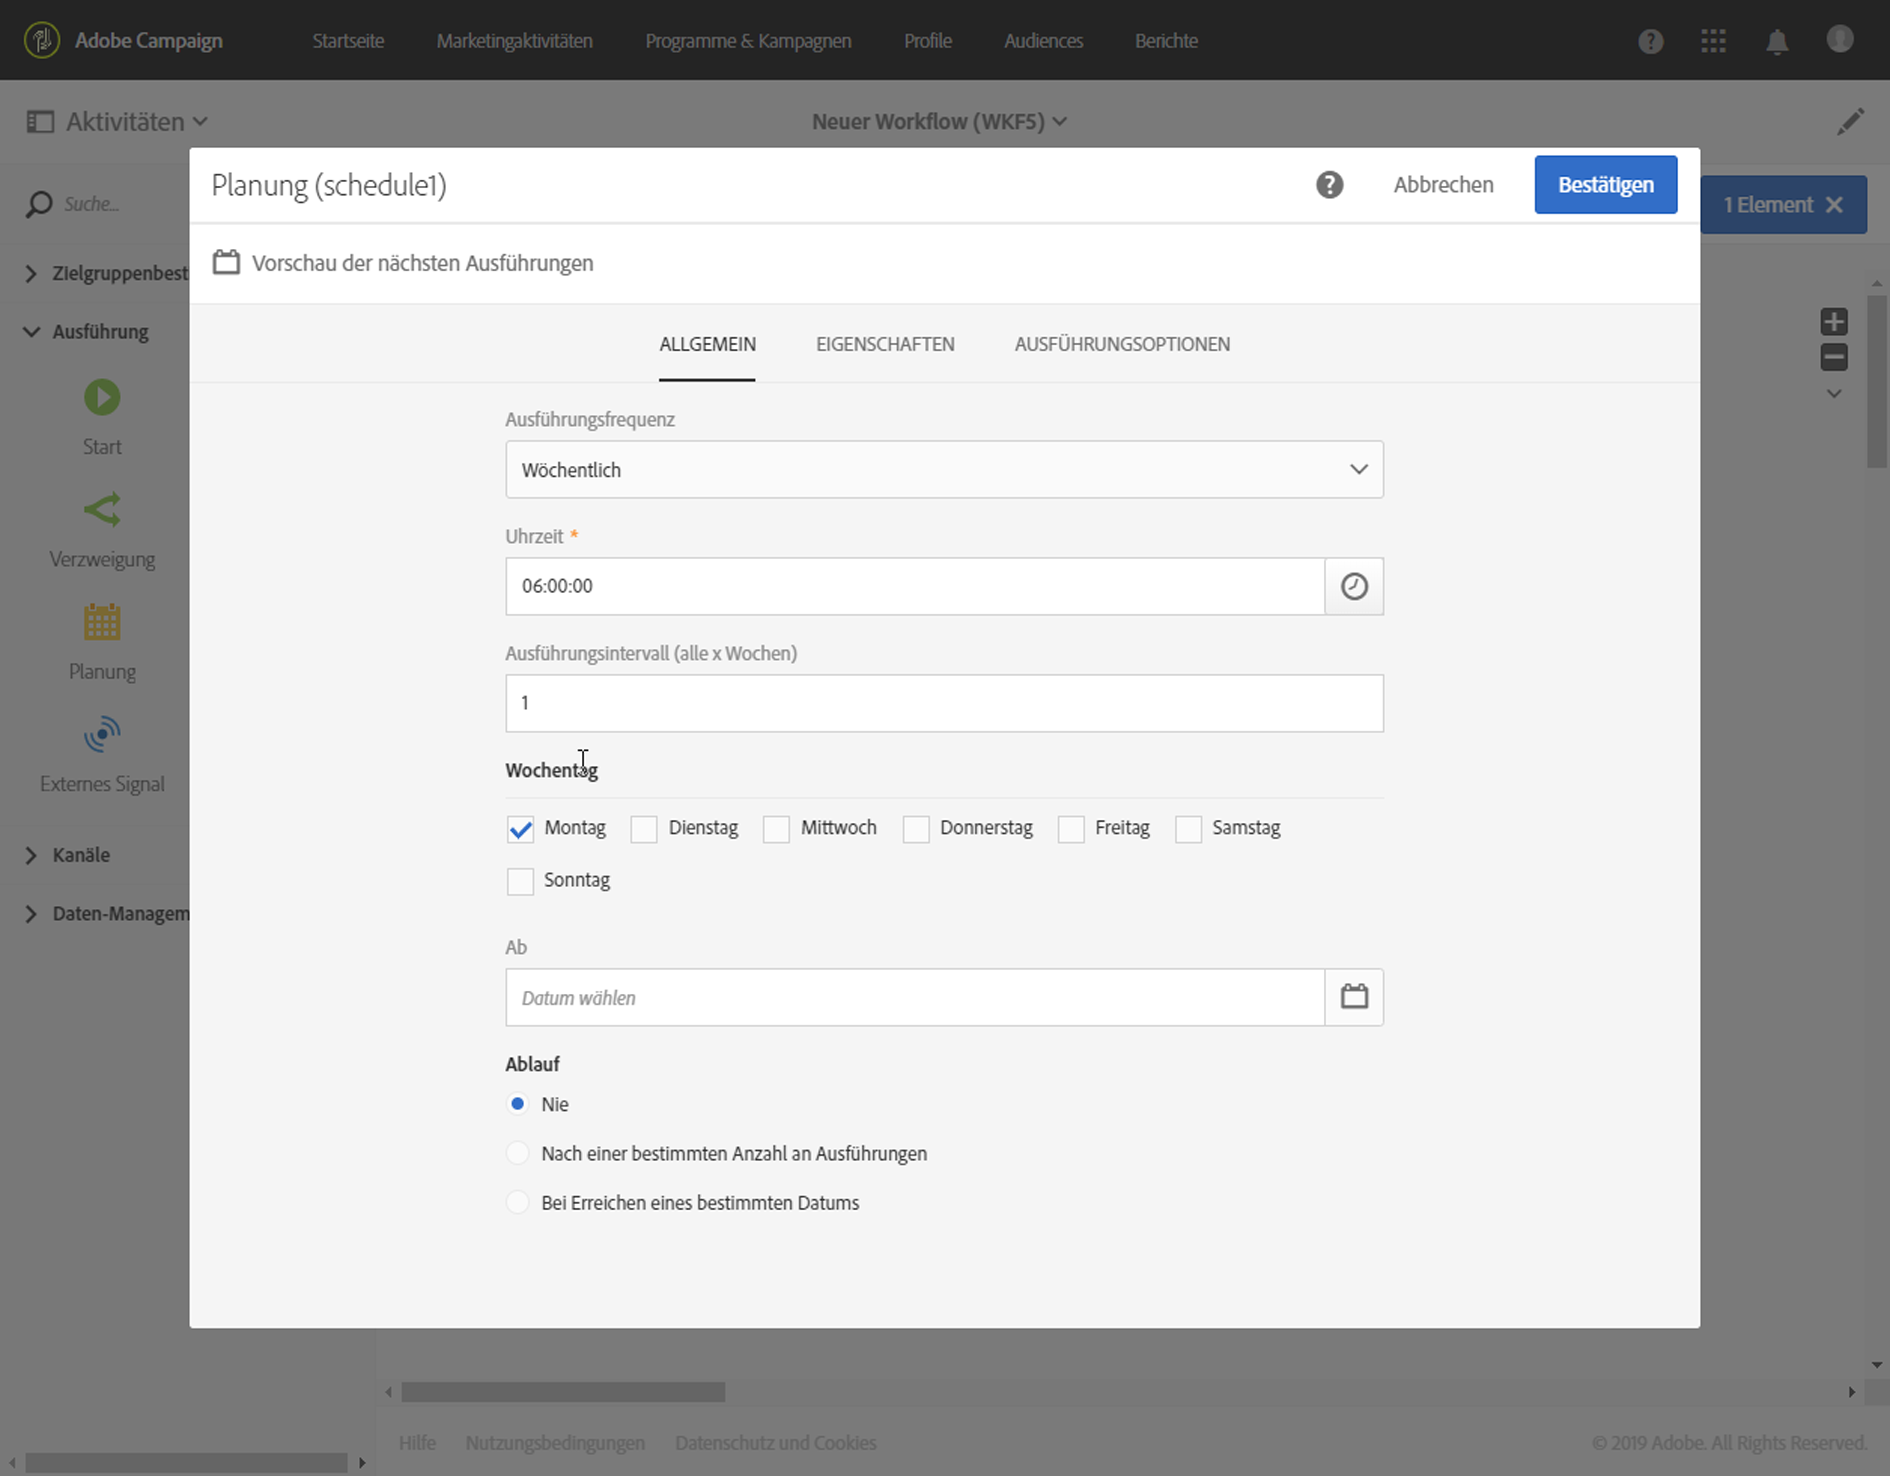 Adobe Campaign
Startseite
Marketingaktivitäten
Programme & Kampagnen
Profile
Audiences
Berichte
Aktivitäten
Neuer Workflow (WKF5)
Suche...
1 Element
Planung (schedule1)
Abbrechen
Bestätigen
Vorschau der nächsten Ausführungen
ALLGEMEIN
EIGENSCHAFTEN
AUSFÜHRUNGSOPTIONEN
Zielgruppenbest
Ausführung
Start
Verzweigung
Planung
Externes Signal
Kanäle
Daten-Managem
Ausführungsfrequenz
Wöchentlich
Uhrzeit *
06:00:00
Ausführungsintervall (alle x Wochen)
1
Wochentag
Montag
Dienstag
Mittwoch
Donnerstag
Freitag
Samstag
Sonntag
Ab
Datum wählen
Ablauf
Nie
Nach einer bestimmten Anzahl an Ausführungen
Bei Erreichen eines bestimmten Datums
Hilfe
Nutzungsbedingungen
Datenschutz und Cookies
© 2019 Adobe. All Rights Reserved.